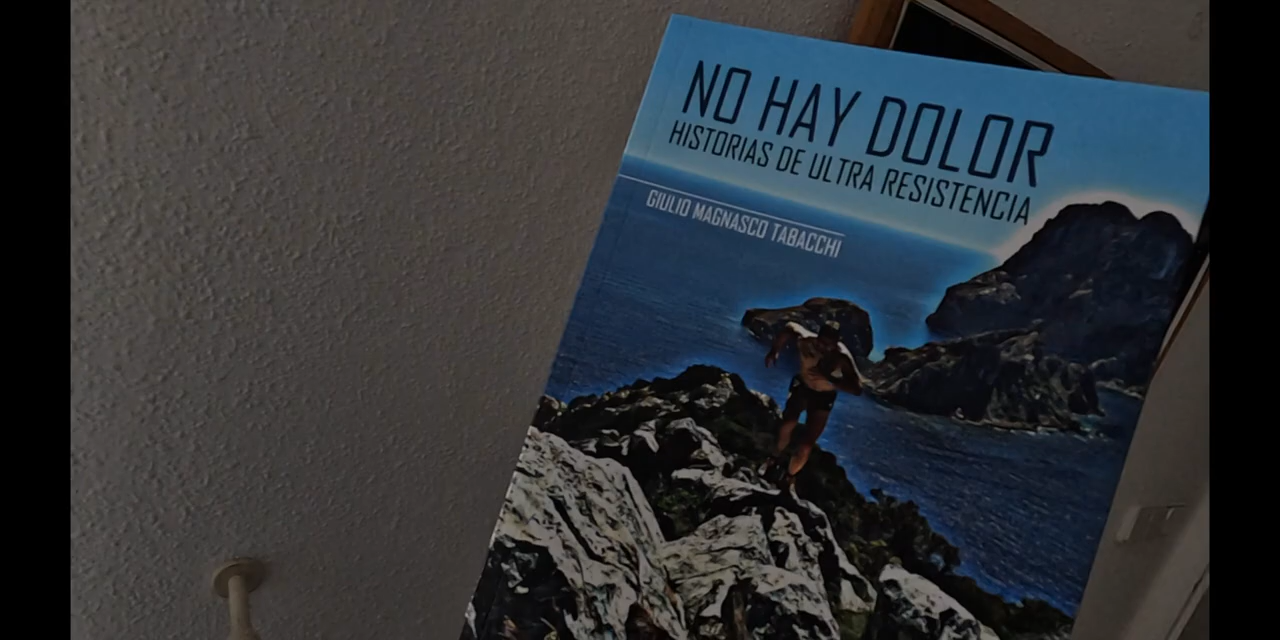 NO HAY DOLOR
HISTORIAS DE ULTRA RESISTENCIA
GIULIO MAGNASCO TABACCHI